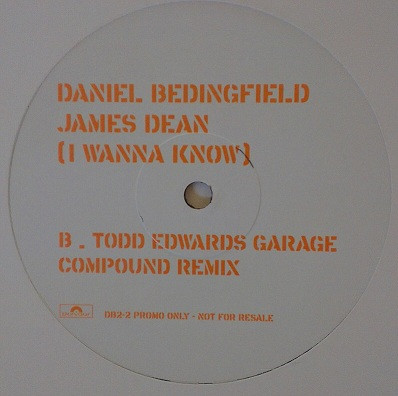 DANIEL BEDINGFIELD
JAMES DEAN
(I WANNA KNOW)
B . TODD EDWARDS GARAGE
COMPOUND REMIX
DB2-2 PROMO ONLY - NOT FOR RESALE